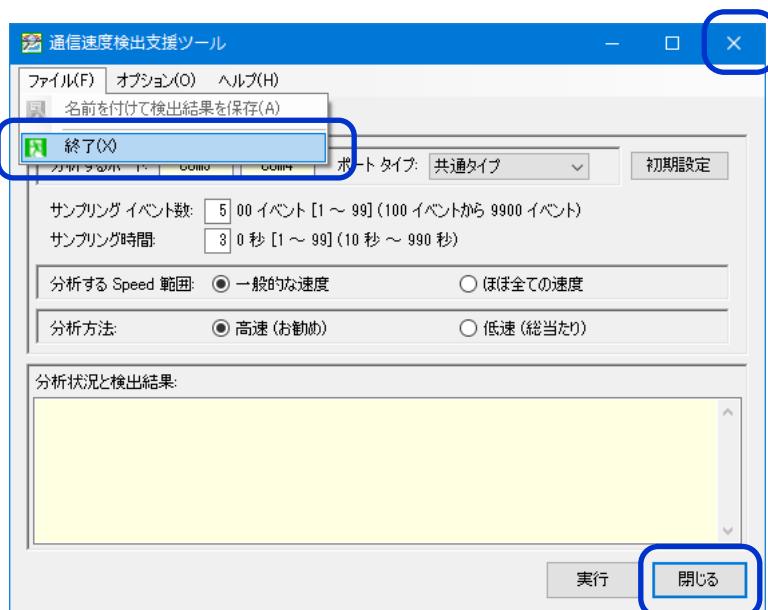 通信速度検出支援ツール
ファイル(F) オプション(O) ヘルプ(H)
名前を付けて検出結果を保存(A)
終了(X)
ポート タイプ: 共通タイプ 初期設定
サンプリング イベント数: 5 00 イベント [1 ～ 99] (100 イベントから 9900 イベント)
サンプリング時間: 3 0 秒 [1 ～ 99] (10 秒 ～ 990 秒)
分析する Speed 範囲: 一般的な速度 ほぼ全ての速度
分析方法: 高速 (お勧め) 低速 (総当たり)
分析状況と検出結果:
実行 閉じる